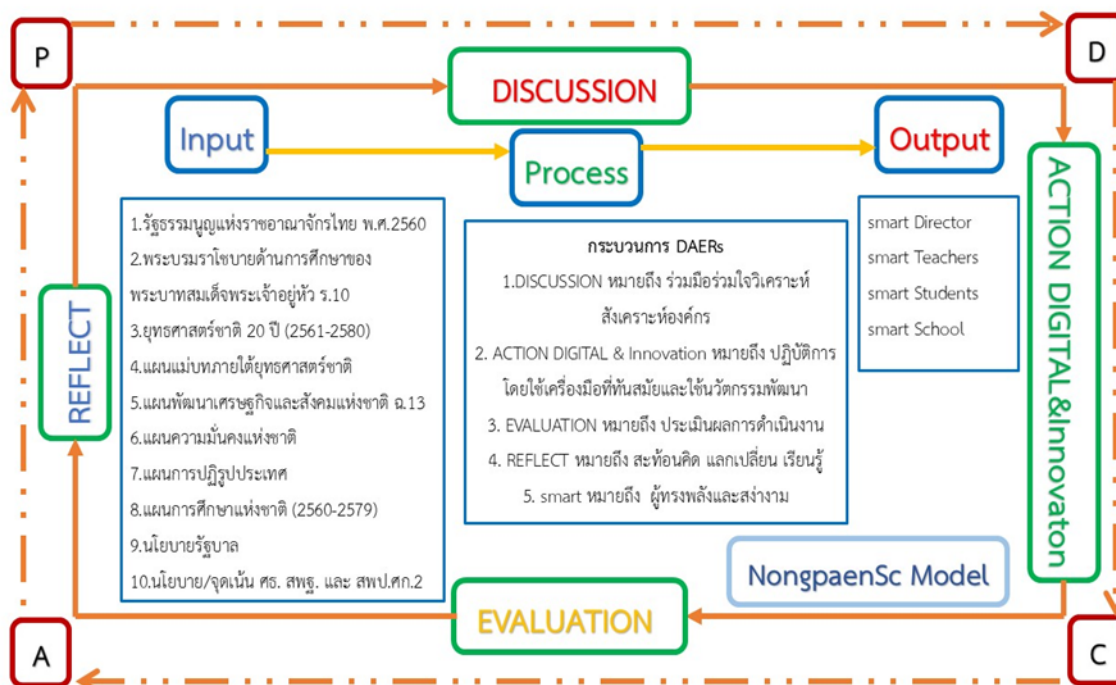 P
D
DISCUSSION
Input
Process
Output
REFLECT
ACTION DIGITAL&Innovaton
1.รัฐธรรมนูญแห่งราชอาณาจักรไทย พ.ศ.2560
2.พระบรมราโชบายด้านการศึกษาของ
พระบาทสมเด็จพระเจ้าอยู่หัว ร.10
3.ยุทธศาสตร์ชาติ 20 ปี (2561-2580)
4.แผนแม่บทภายใต้ยุทธศาสตร์ชาติ
5.แผนพัฒนาเศรษฐกิจและสังคมแห่งชาติ ฉ.13
6.แผนความมั่นคงแห่งชาติ
7.แผนการปฏิรูปประเทศ
8.แผนการศึกษาแห่งชาติ (2560-2579)
9.นโยบายรัฐบาล
10.นโยบาย/จุดเน้น ศธ. สพฐ. และ สพป.ศก.2
กระบวนการ DAERs
1.DISCUSSION หมายถึง ร่วมมือร่วมใจวิเคราะห์
สังเคราะห์องค์กร
2. ACTION DIGITAL & Innovation หมายถึง ปฏิบัติการ
โดยใช้เครื่องมือที่ทันสมัยและใช้นวัตกรรมพัฒนา
3. EVALUATION หมายถึง ประเมินผลการดำเนินงาน
4. REFLECT หมายถึง สะท้อนคิด แลกเปลี่ยน เรียนรู้
5. smart หมายถึง ผู้ทรงพลังและสง่างาม
smart Director
smart Teachers
smart Students
smart School
NongpaenSc Model
EVALUATION
A
C